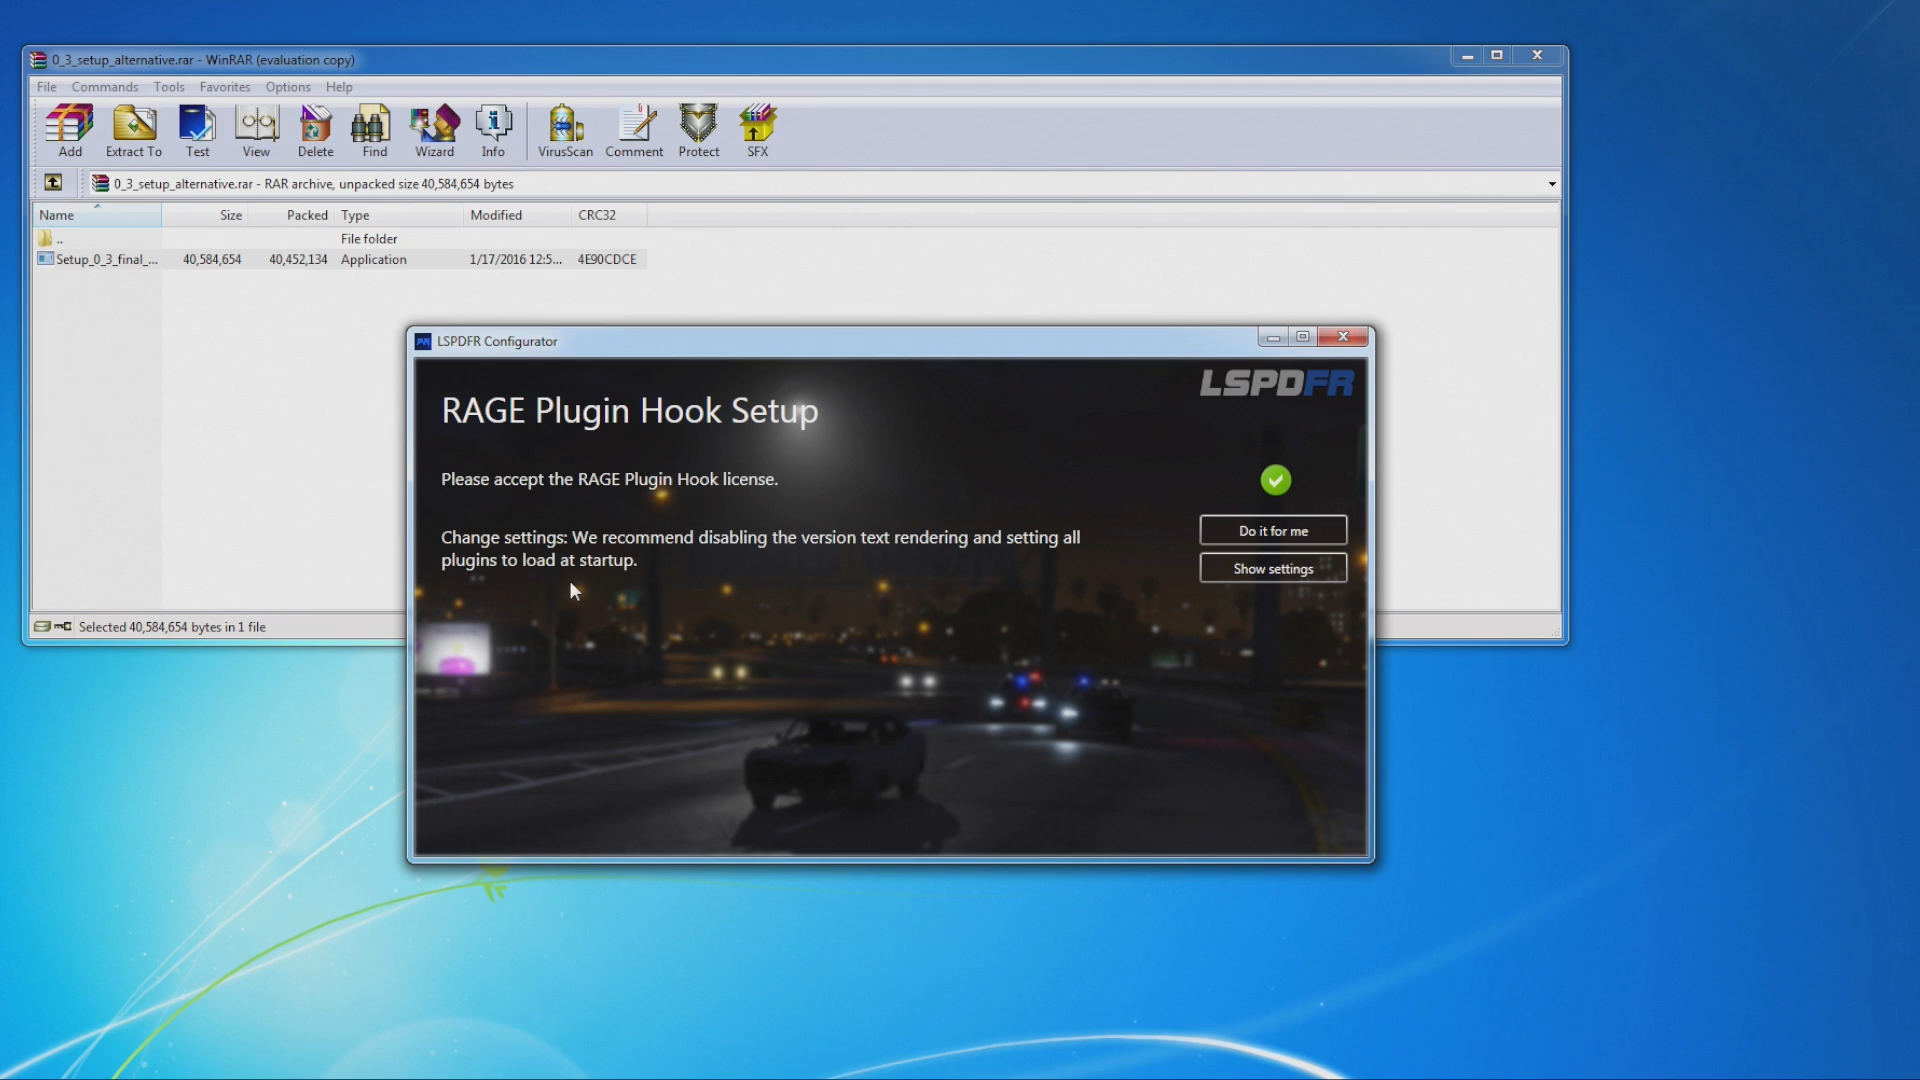 0_3_setup_alternative.rar - WinRAR (evaluation copy)
File Commands Tools Favorites Options Help
Add Extract To Test View Delete Find Wizard Info VirusScan Comment Protect SFX
0_3_setup_alternative.rar - RAR archive, unpacked size 40,584,654 bytes
Name Size Packed Type Modified CRC32
.. File folder
Setup_0_3_final_... 40,584,654 40,452,134 Application 1/17/2016 12:5... 4E90CDCE
LSPDFR Configurator
LSPDFR
RAGE Plugin Hook Setup
Please accept the RAGE Plugin Hook license.
Do it for me
Change settings: We recommend disabling the version text rendering and setting all
plugins to load at startup.
Show settings
Selected 40,584,654 bytes in 1 file